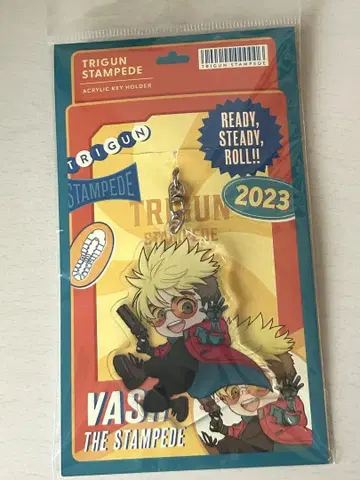 TRIGUN
STAMPEDE
ACRYLIC KEY HOLDER
TRIGUN STAMPEDE
READY,
STEADY,
ROLL!!
TRIGUN
STAMPEDE
2023
TRIGUN
STAMPEDE
VASH
THE STAMPEDE